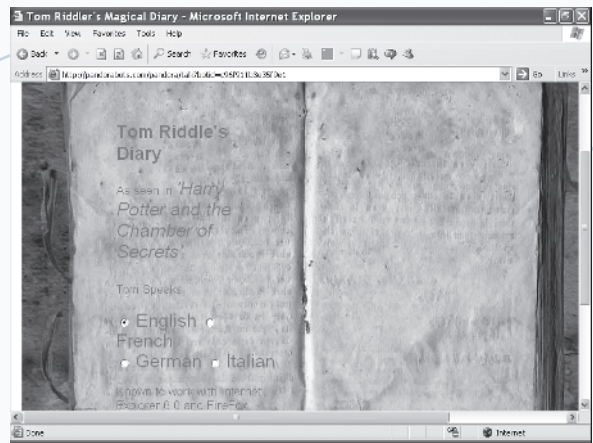 Tom Riddler's Magical Diary - Microsoft Internet Explorer
File Edit View Favorites Tools Help
Back Search Favorites
Address Go Links
Tom Riddle's
Diary
As seen in 'Harry
Potter and the
Chamber of
Secrets'
Tom Speaks
English
French
German Italian
Known to work with Internet
Explorer 6.0 and FireFox
Done Internet